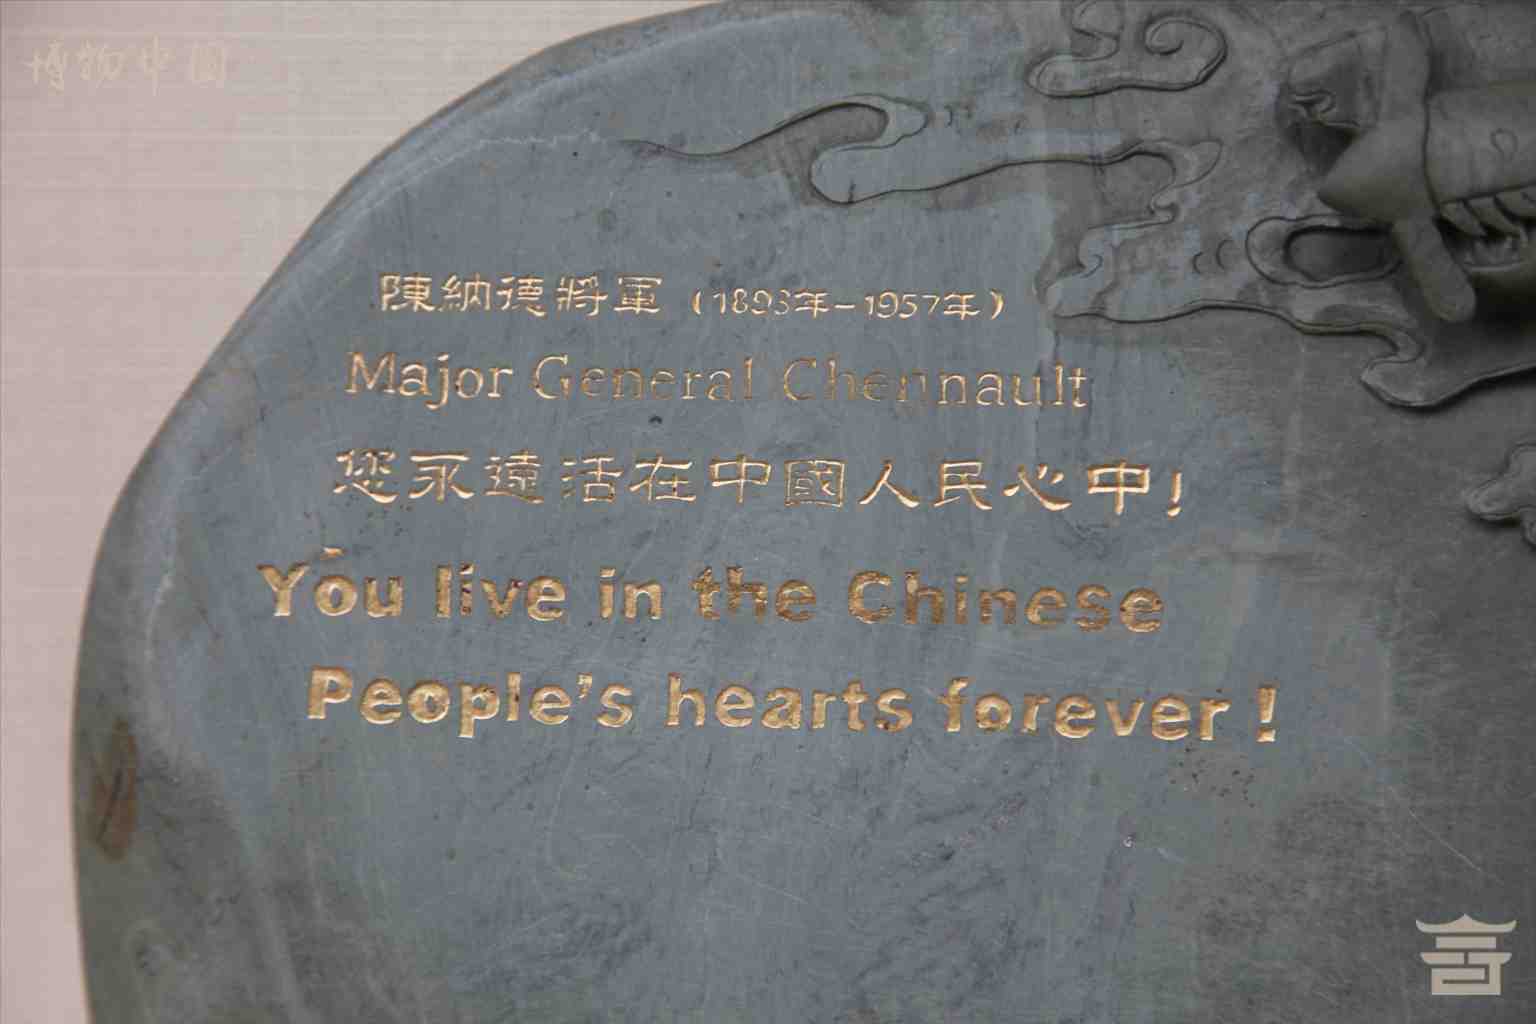 博物中国
陳納德將軍（1893年－1957年）
Major General Chennault
您永遠活在中國人民心中！
You live in the Chinese
People's hearts forever !